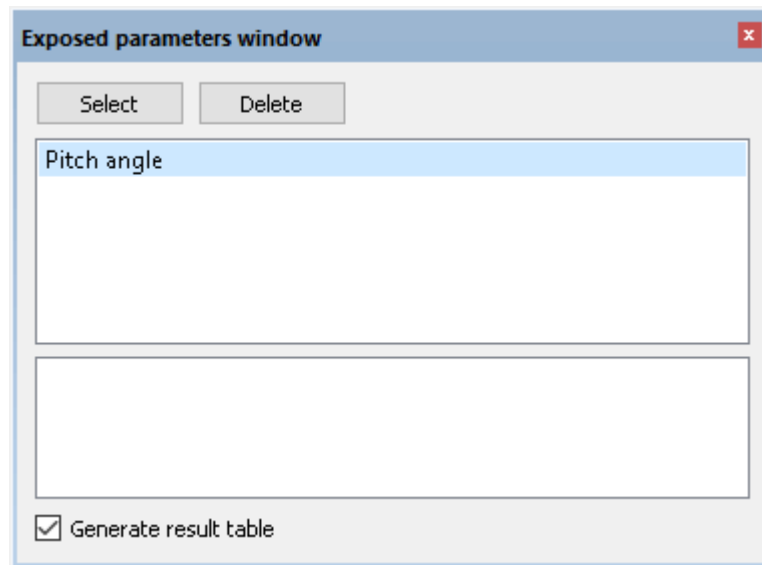 Exposed parameters window
Select Delete
Pitch angle
Generate result table